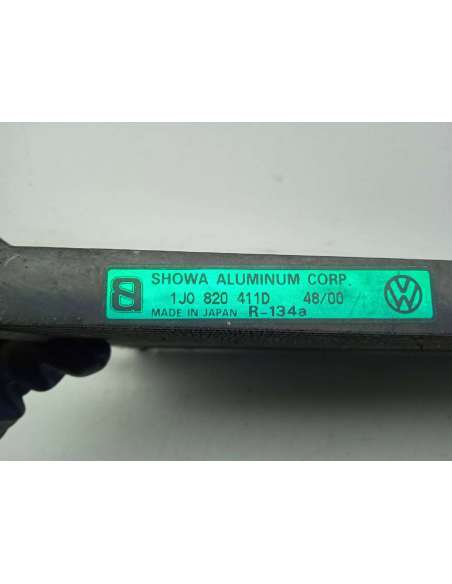 SHOWA ALUMINUM CORP.
1J0 820 411D 48/00
MADE IN JAPAN R-134a